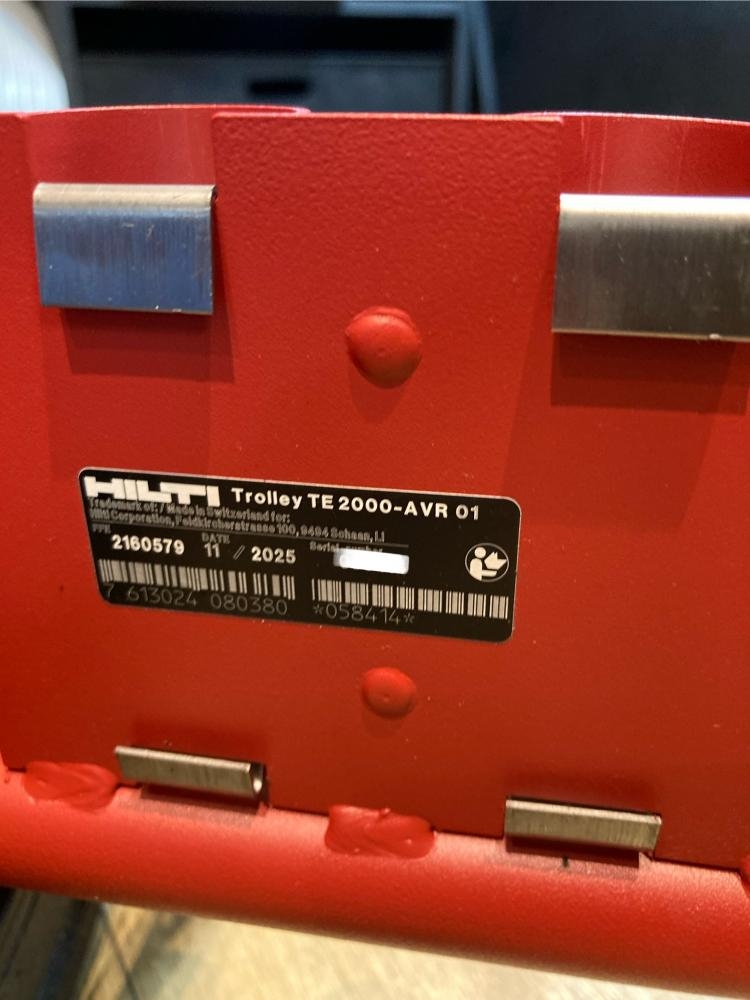 HILTI Trolley TE 2000-AVR 01
Trademark of: / Made in Switzerland for:
Hilti Corporation, Feldkircherstrasse 100, 9494 Schaan, LI
DATE Serial number
2160579 11 / 2025
7 613024 080380 *058414*